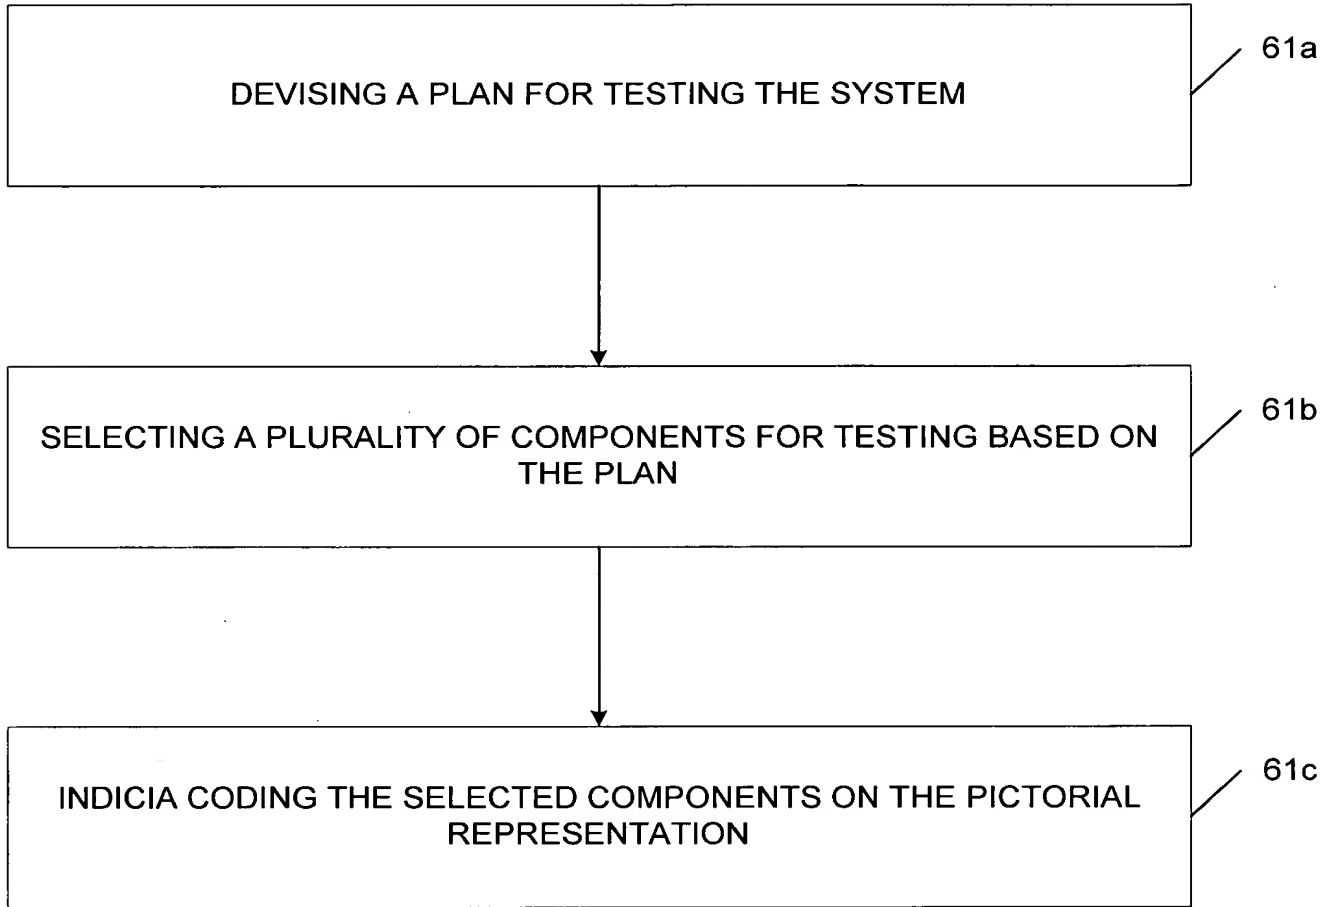 DEVISING A PLAN FOR TESTING THE SYSTEM
61a
SELECTING A PLURALITY OF COMPONENTS FOR TESTING BASED ON
THE PLAN
61b
INDICIA CODING THE SELECTED COMPONENTS ON THE PICTORIAL
REPRESENTATION
61c